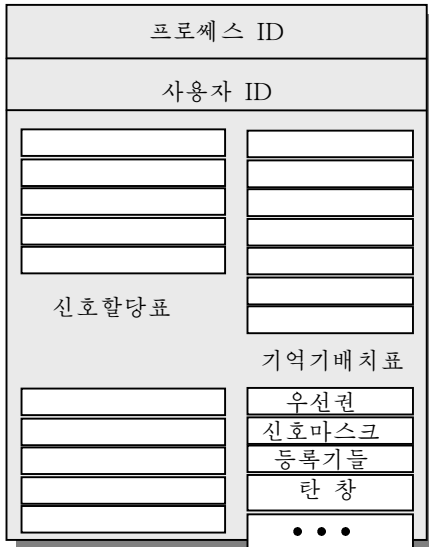 프로쎄스 ID
사용자 ID
신호할당표
기억기배치표
우선권
신호마스크
등록기들
탄 창
• • •